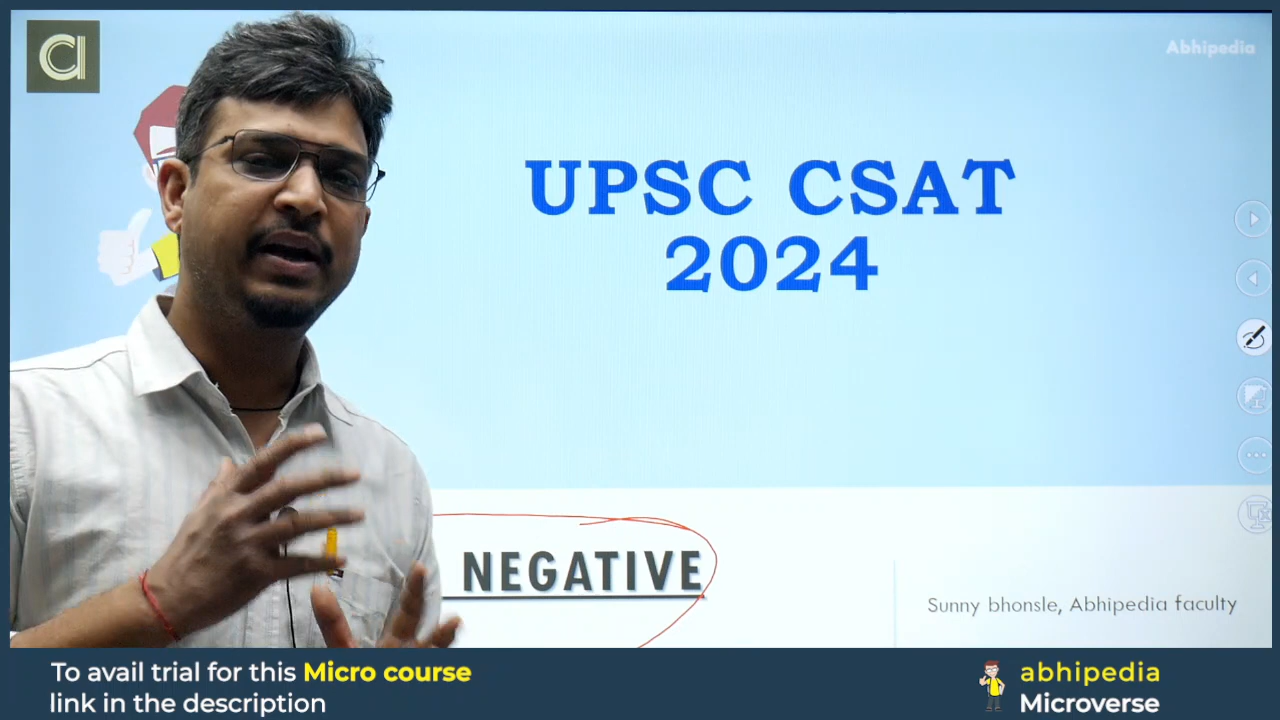 Abhipedia
UPSC CSAT
2024
NEGATIVE
Sunny bhonsle, Abhipedia faculty
To avail trial for this Micro course
link in the description
abhipedia
Microverse